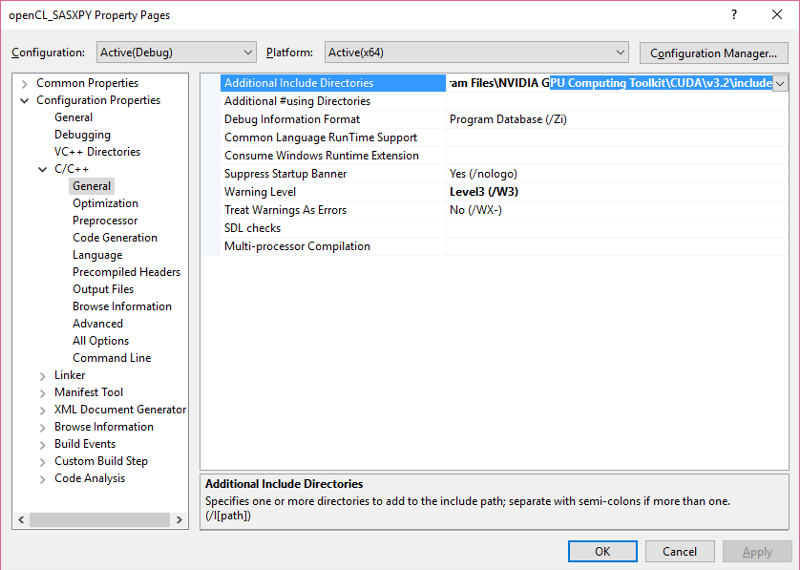 openCL_SASXPY Property Pages
?
Configuration: Active(Debug) Platform: Active(x64) Configuration Manager...
Common Properties
Configuration Properties
General
Debugging
VC++ Directories
C/C++
General
Optimization
Preprocessor
Code Generation
Language
Precompiled Headers
Output Files
Browse Information
Advanced
All Options
Command Line
Linker
Manifest Tool
XML Document Generator
Browse Information
Build Events
Custom Build Step
Code Analysis
Additional Include Directories ram Files\NVIDIA GPU Computing Toolkit\CUDA\v3.2\include
Additional #using Directories
Debug Information Format Program Database (/Zi)
Common Language RunTime Support
Consume Windows Runtime Extension
Suppress Startup Banner Yes (/nologo)
Warning Level Level3 (/W3)
Treat Warnings As Errors No (/WX-)
SDL checks
Multi-processor Compilation
Additional Include Directories
Specifies one or more directories to add to the include path; separate with semi-colons if more than one.
(/I[path])
OK Cancel Apply